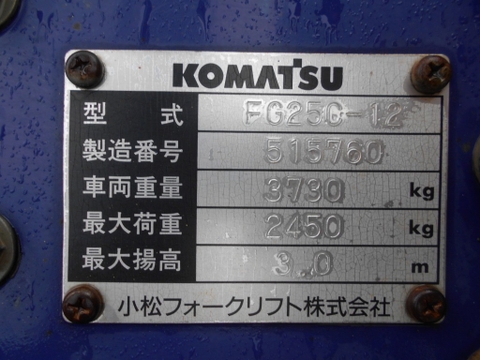 KOMATSU
型 式 FG25C-12
製造番号 515760
車両重量 3730 kg
最大荷重 2450 kg
最大揚高 3.0 m
小松フォークリフト株式会社